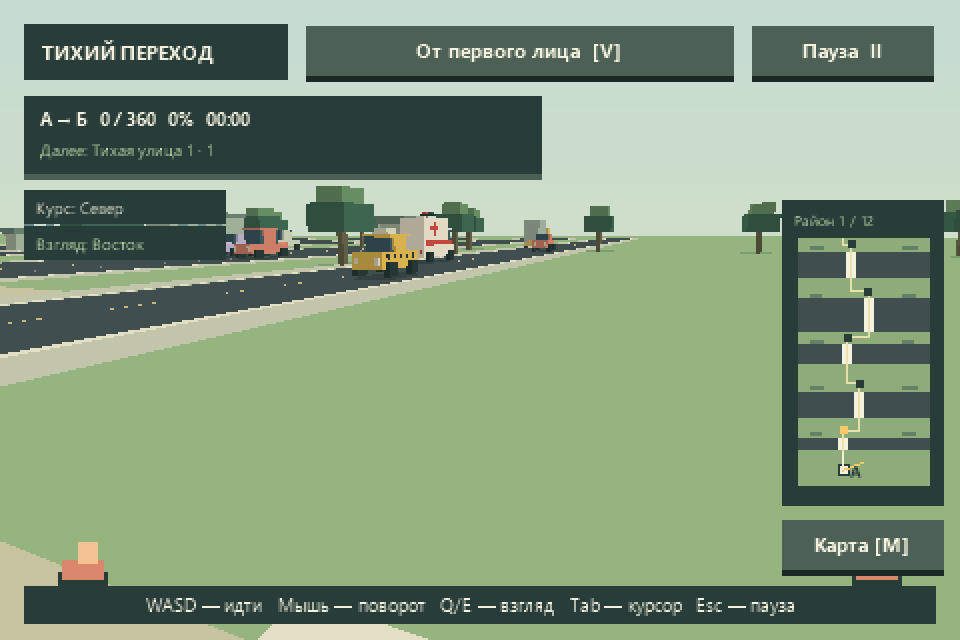 ТИХИЙ ПЕРЕХОД
От первого лица [V]
Пауза II
А — Б 0 / 360 0% 00:00
Далее: Тихая улица 1 · 1
Курс: Север
Взгляд: Восток
Район 1 / 12
А
Карта [M]
WASD — идти Мышь — поворот Q/E — взгляд Tab — курсор Esc — пауза